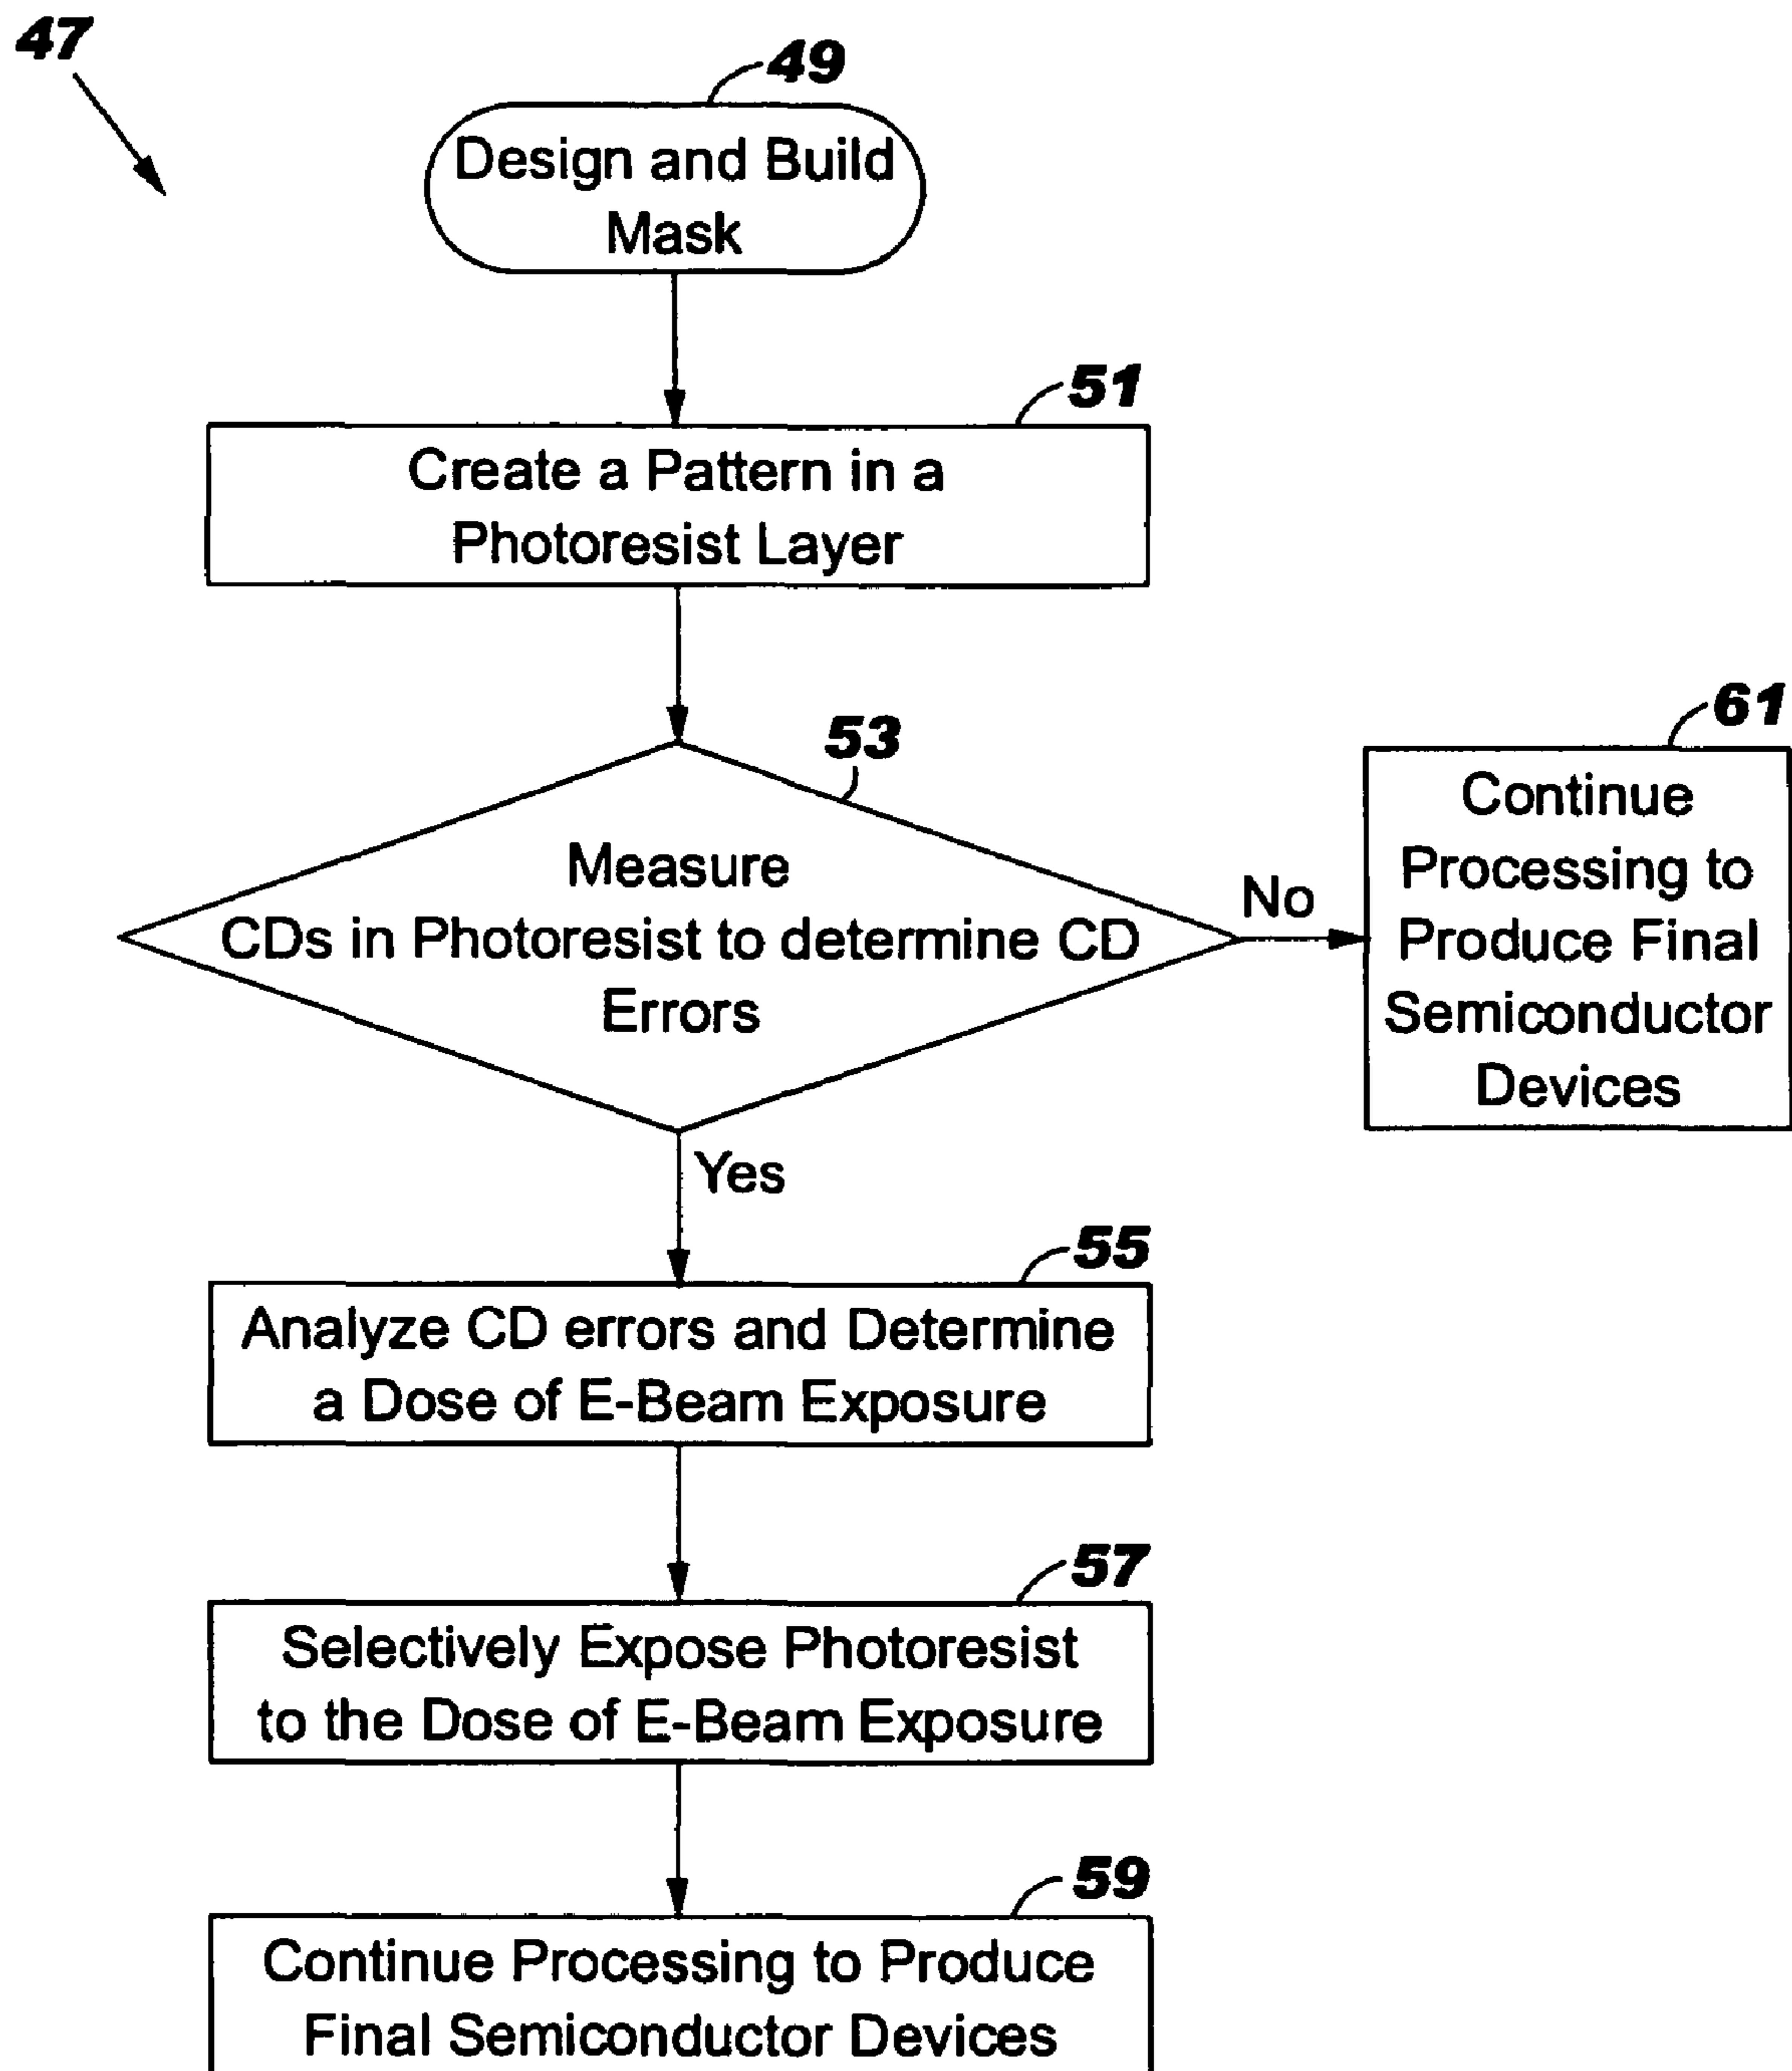 47
49
Design and Build
Mask
51
Create a Pattern in a
Photoresist Layer
53
Measure
CDs in Photoresist to determine CD
Errors
No
61
Continue
Processing to
Produce Final
Semiconductor
Devices
Yes
55
Analyze CD errors and Determine
a Dose of E-Beam Exposure
57
Selectively Expose Photoresist
to the Dose of E-Beam Exposure
59
Continue Processing to Produce
Final Semiconductor Devices